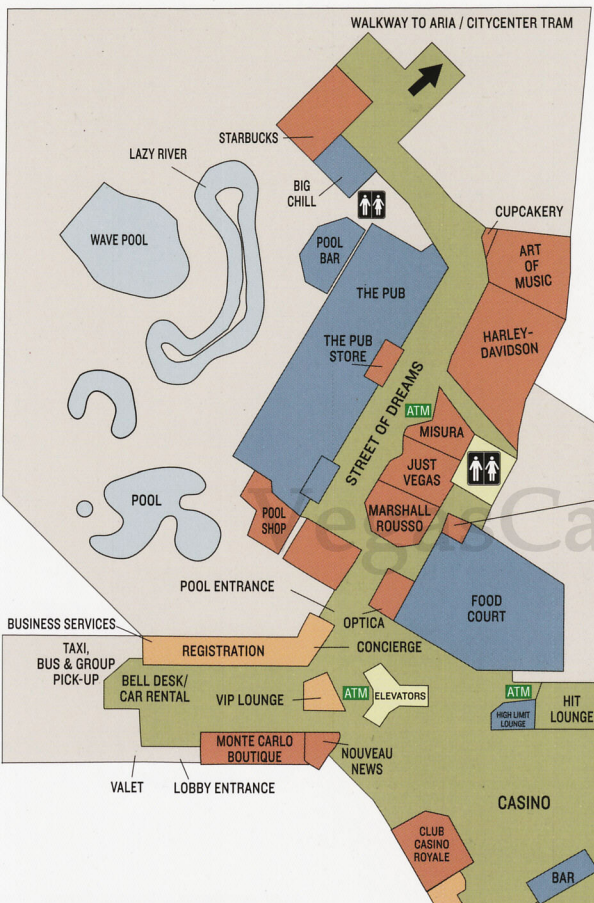 WALKWAY TO ARIA / CITYCENTER TRAM
STARBUCKS
LAZY RIVER
BIG
CHILL
CUPCAKERY
WAVE POOL
POOL
BAR
ART
OF
MUSIC
THE PUB
HARLEY-
DAVIDSON
THE PUB
STORE
STREET OF DREAMS
ATM
MISURA
JUST
VEGAS
POOL
POOL
SHOP
MARSHALL
ROUSSO
VegasCa
POOL ENTRANCE
FOOD
COURT
OPTICA
BUSINESS SERVICES
REGISTRATION
CONCIERGE
TAXI,
BUS & GROUP
PICK-UP
BELL DESK/
CAR RENTAL
VIP LOUNGE
ATM
ELEVATORS
ATM
HIT
LOUNGE
HIGH LIMIT
LOUNGE
MONTE CARLO
BOUTIQUE
NOUVEAU
NEWS
VALET
LOBBY ENTRANCE
CASINO
CLUB
CASINO
ROYALE
BAR